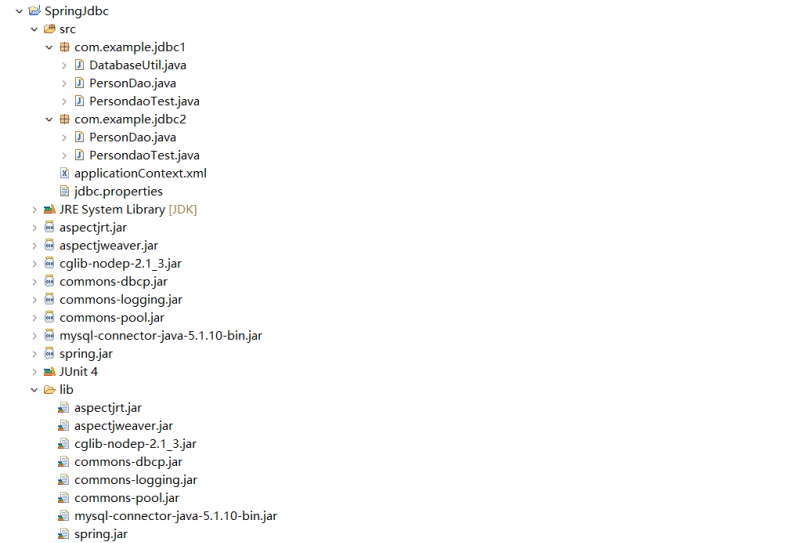 SpringJdbc
src
com.example.jdbc1
DatabaseUtil.java
PersonDao.java
PersondaoTest.java
com.example.jdbc2
PersonDao.java
PersondaoTest.java
applicationContext.xml
jdbc.properties
JRE System Library [JDK]
aspectjrt.jar
aspectjweaver.jar
cglib-nodep-2.1_3.jar
commons-dbcp.jar
commons-logging.jar
commons-pool.jar
mysql-connector-java-5.1.10-bin.jar
spring.jar
JUnit 4
lib
aspectjrt.jar
aspectjweaver.jar
cglib-nodep-2.1_3.jar
commons-dbcp.jar
commons-logging.jar
commons-pool.jar
mysql-connector-java-5.1.10-bin.jar
spring.jar